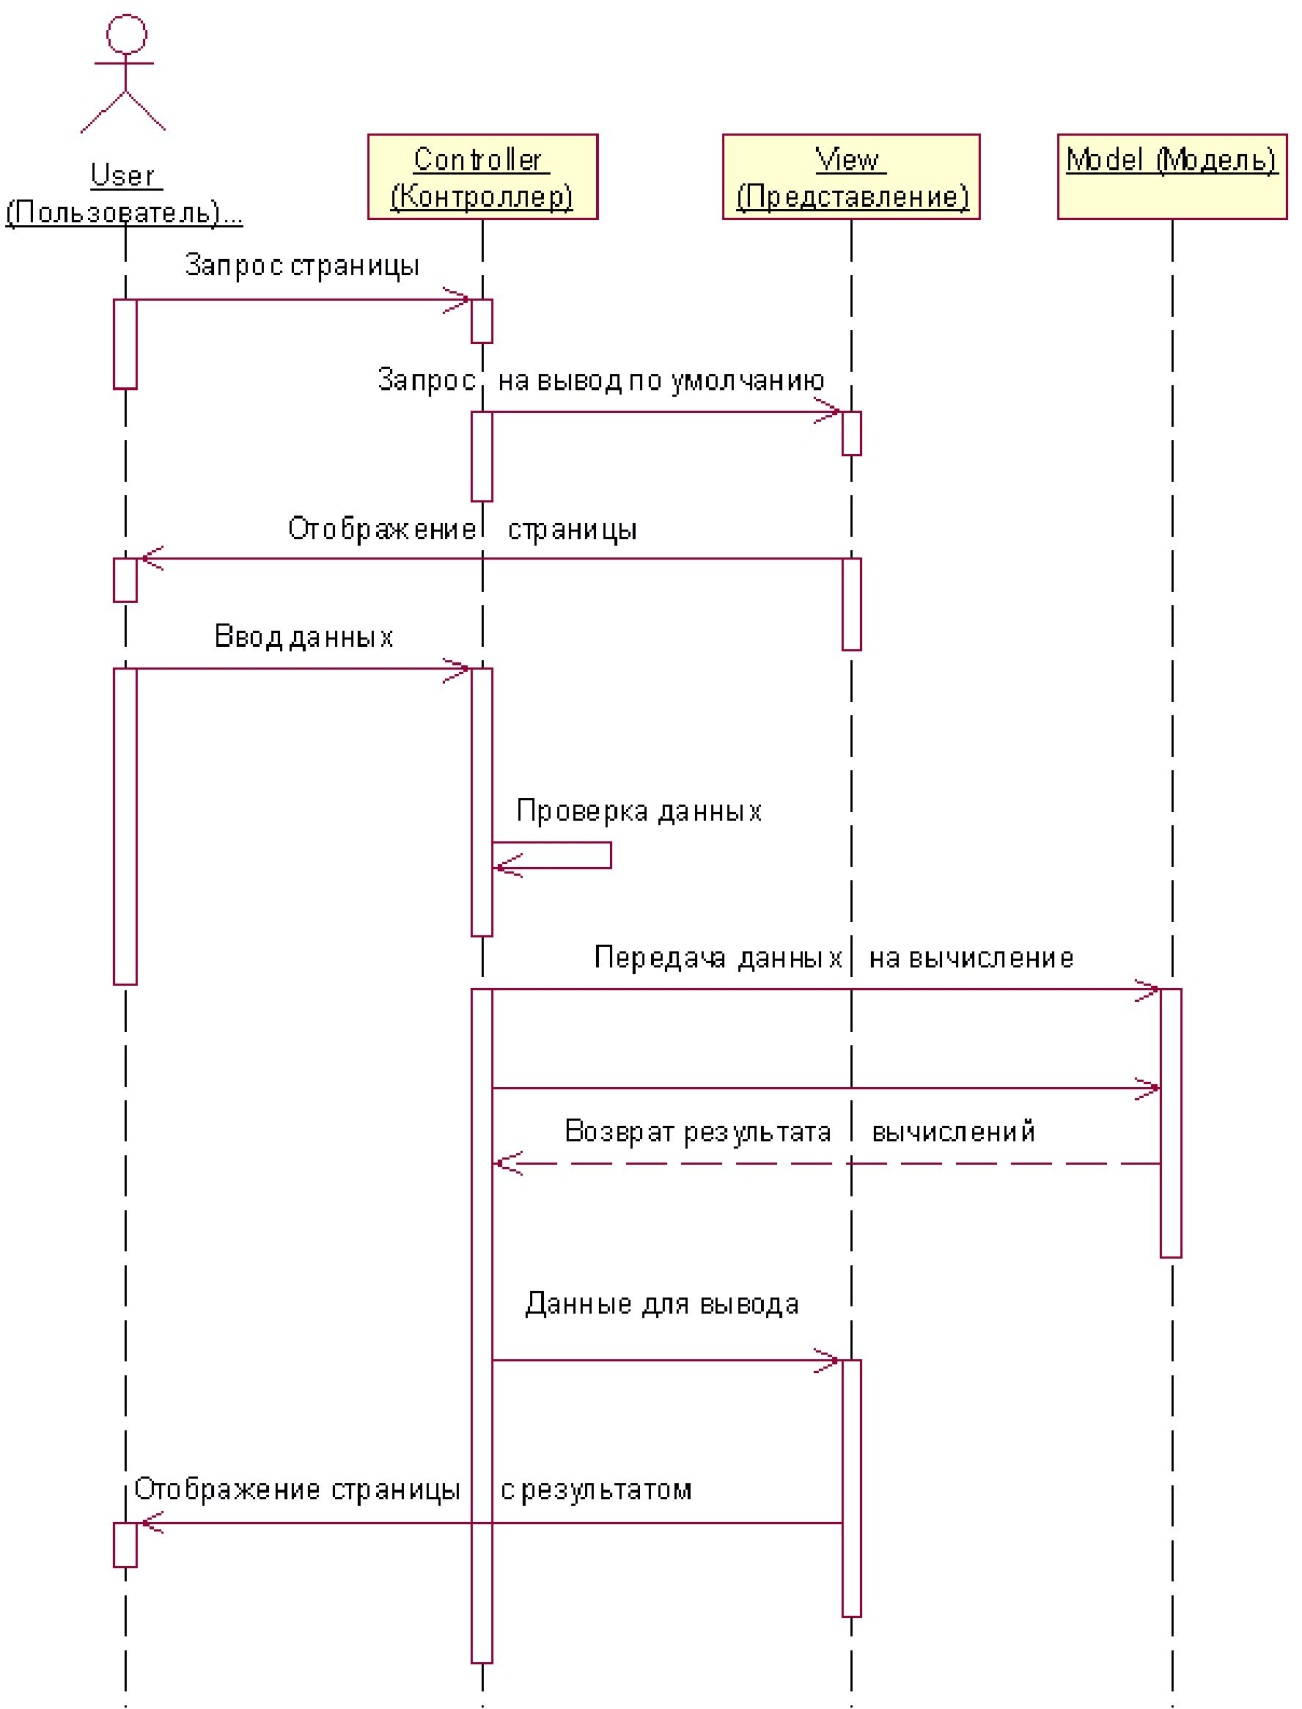 User
(Пользователь)...
Controller
(Контроллер)
View
(Представление)
Model (Модель)
Запрос страницы
Запрос на вывод по умолчанию
Отображение страницы
Ввод данных
Проверка данных
Передача данных на вычисление
Возврат результата вычислений
Данные для вывода
Отображение страницы с результатом